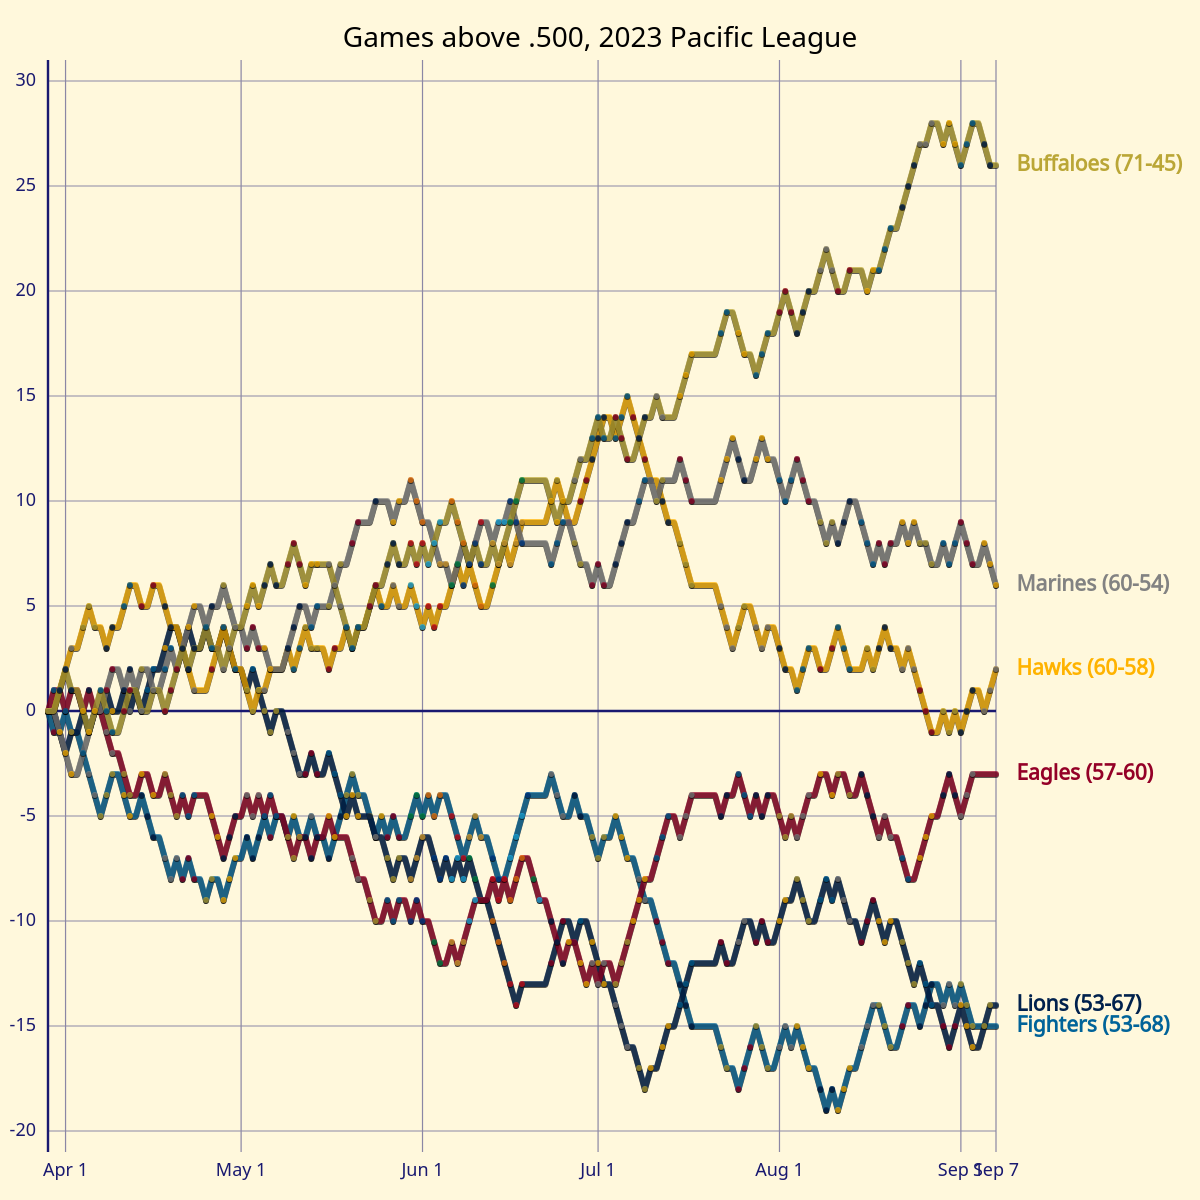 Games above .500, 2023 Pacific League
30
25
20
15
10
5
0
-5
-10
-15
-20
Buffaloes (71-45)
Marines (60-54)
Hawks (60-58)
Eagles (57-60)
Lions (53-67)
Fighters (53-68)
Apr 1 May 1 Jun 1 Jul 1 Aug 1 Sep 1 Sep 7